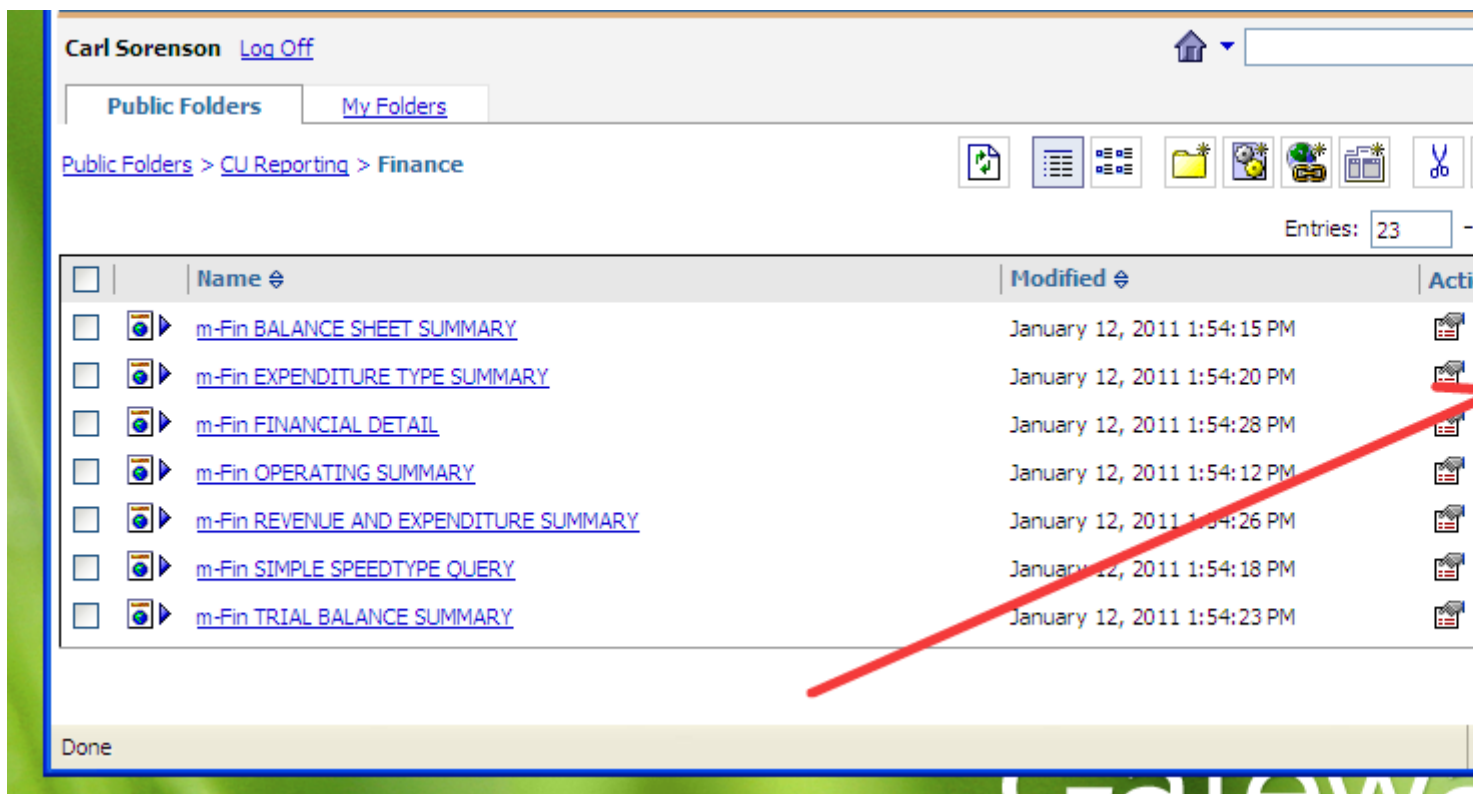 Carl Sorenson Log Off
Public Folders My Folders
Public Folders > CU Reporting > Finance
Entries: 23 -
Name Modified Acti
m-Fin BALANCE SHEET SUMMARY January 12, 2011 1:54:15 PM
m-Fin EXPENDITURE TYPE SUMMARY January 12, 2011 1:54:20 PM
m-Fin FINANCIAL DETAIL January 12, 2011 1:54:28 PM
m-Fin OPERATING SUMMARY January 12, 2011 1:54:12 PM
m-Fin REVENUE AND EXPENDITURE SUMMARY January 12, 2011 1:54:26 PM
m-Fin SIMPLE SPEEDTYPE QUERY January 12, 2011 1:54:18 PM
m-Fin TRIAL BALANCE SUMMARY January 12, 2011 1:54:23 PM
Done